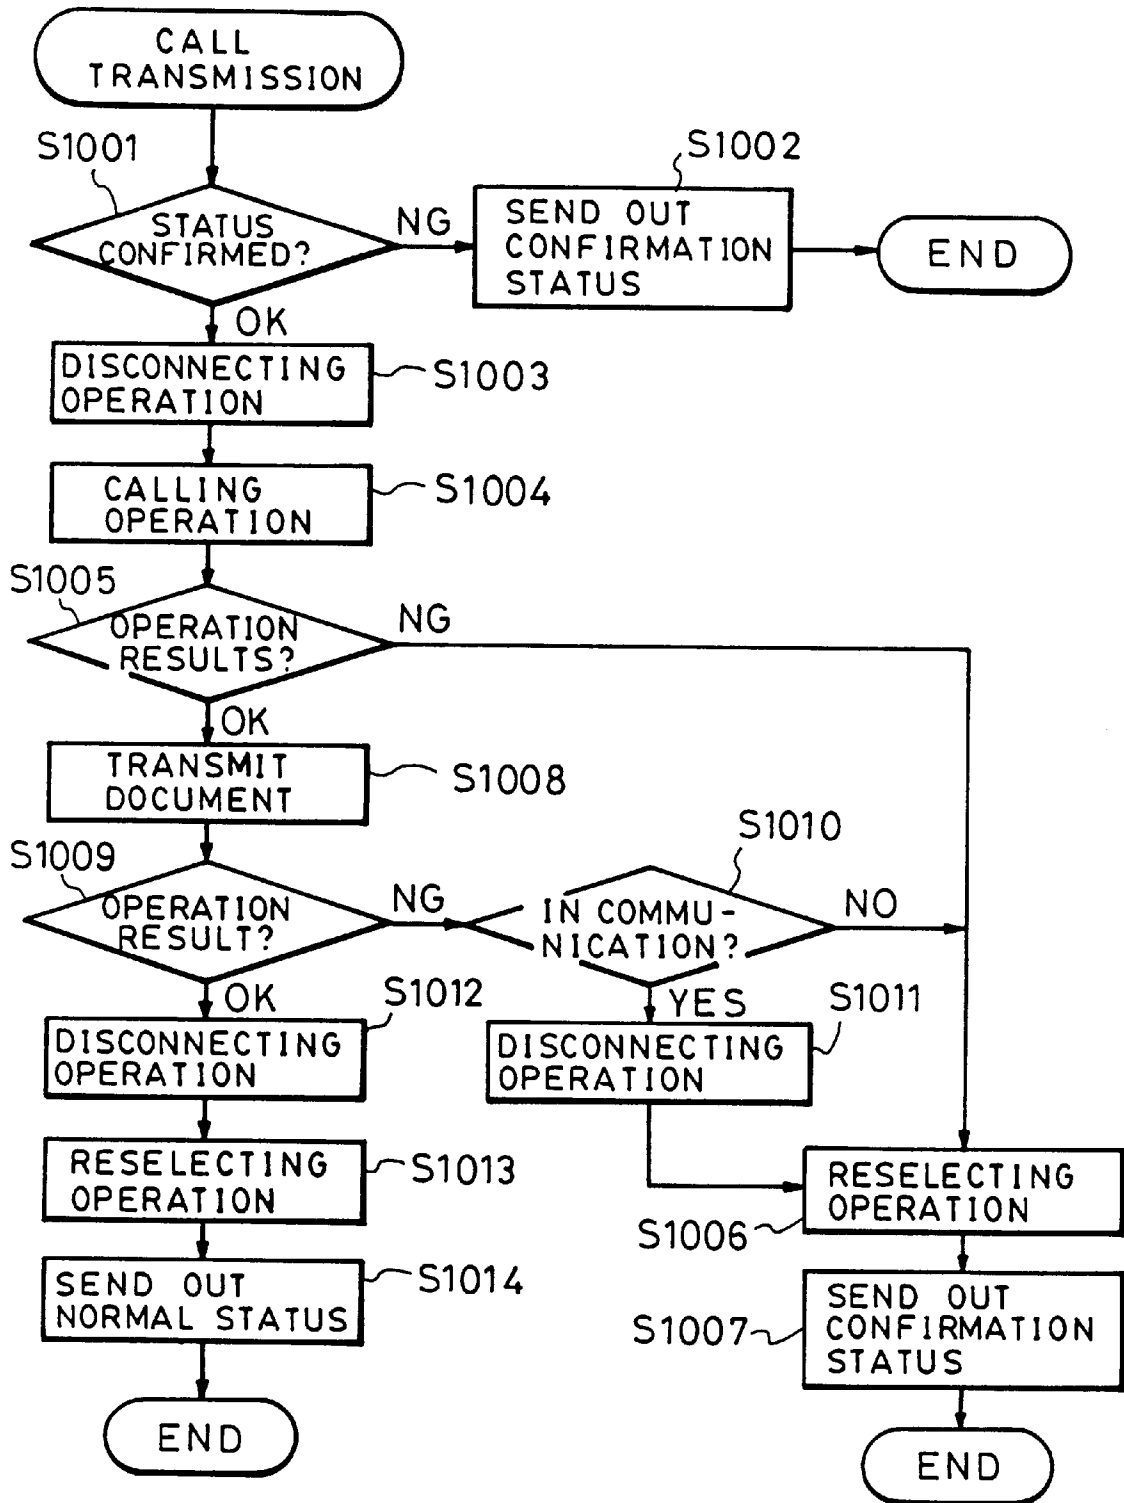 CALL
TRANSMISSION
S1001
STATUS
CONFIRMED?
NG
S1002
SEND OUT
CONFIRMATION
STATUS
END
OK
DISCONNECTING
OPERATION
S1003
CALLING
OPERATION
S1004
S1005
OPERATION
RESULTS?
NG
OK
TRANSMIT
DOCUMENT
S1008
S1009
OPERATION
RESULT?
NG
S1010
IN COMMU-
NICATION?
NO
OK
S1012
DISCONNECTING
OPERATION
YES
S1011
DISCONNECTING
OPERATION
RESELECTING
OPERATION
S1013
RESELECTING
OPERATION
S1006
SEND OUT
NORMAL STATUS
S1014
SEND OUT
CONFIRMATION
STATUS
S1007
END
END